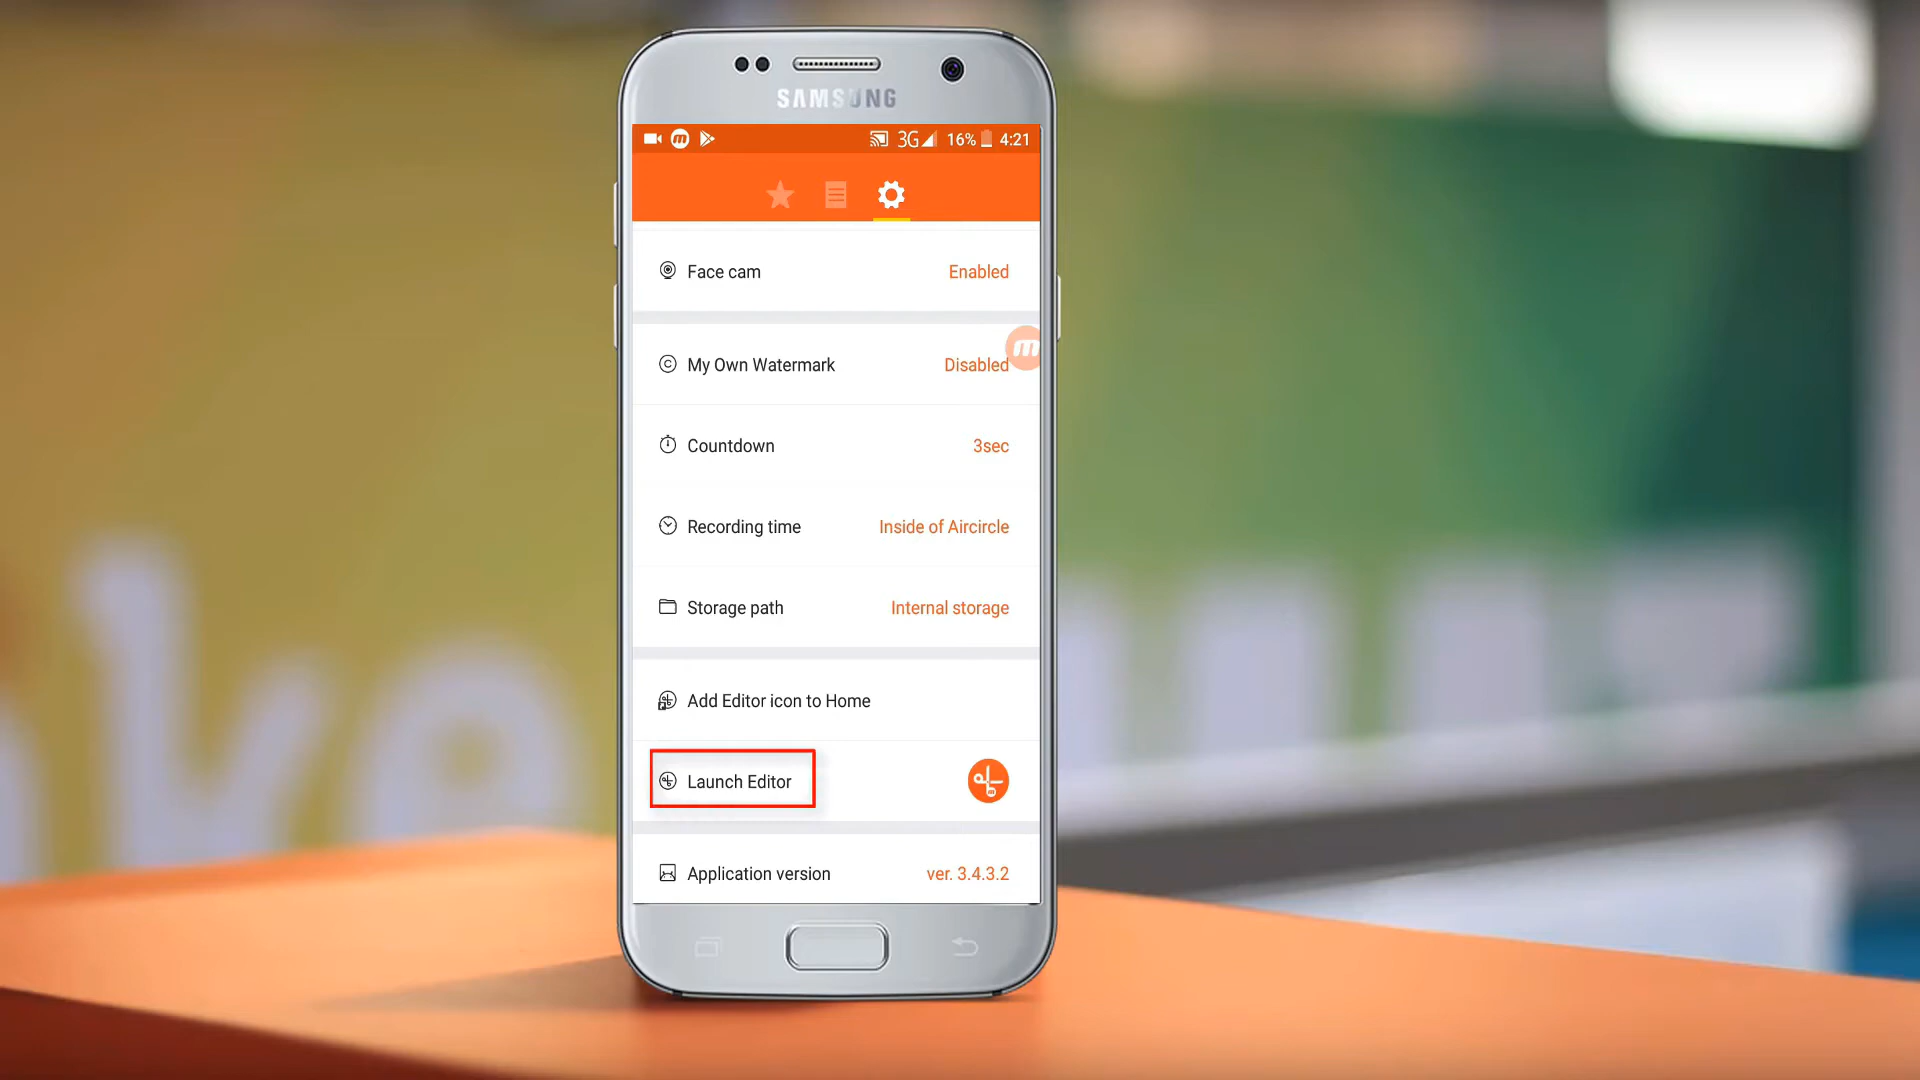 SAMSUNG
3G 16% 4:21
Face cam Enabled
m
My Own Watermark Disabled
Countdown 3sec
Recording time Inside of Aircircle
Storage path Internal storage
Add Editor icon to Home
Launch Editor
Application version ver. 3.4.3.2
ke